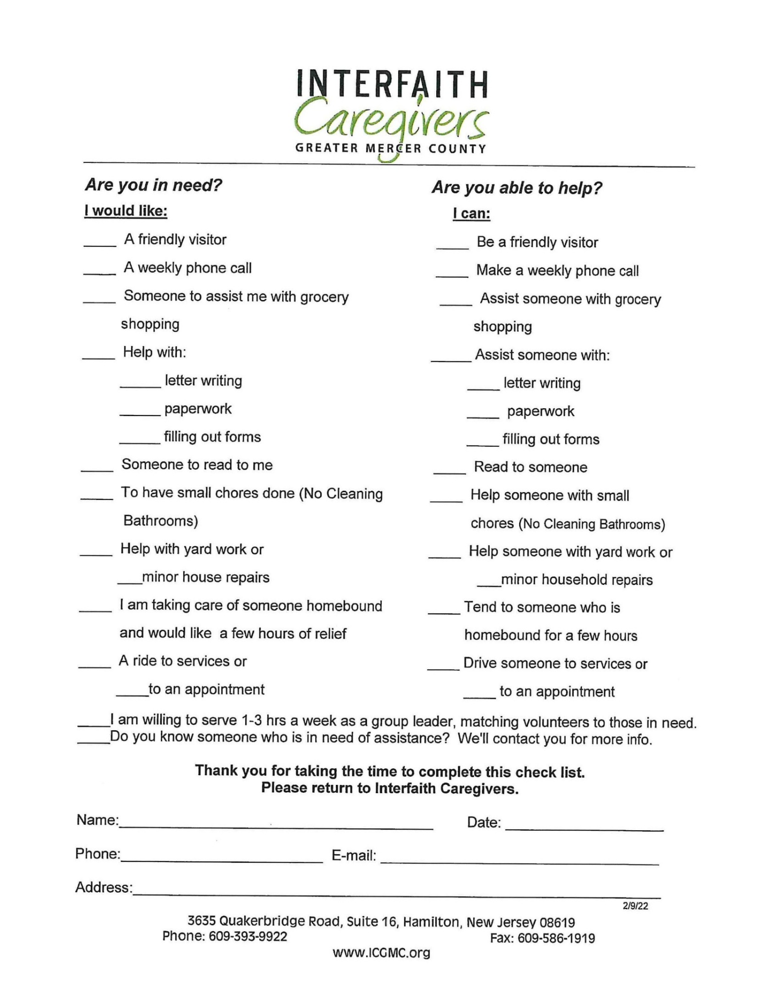 INTERFAITH
Caregivers
GREATER MERCER COUNTY
Are you in need?
I would like:
____ A friendly visitor
____ A weekly phone call
____ Someone to assist me with grocery
shopping
____ Help with:
_____ letter writing
_____ paperwork
_____ filling out forms
____ Someone to read to me
____ To have small chores done (No Cleaning
Bathrooms)
____ Help with yard work or
___minor house repairs
____ I am taking care of someone homebound
and would like a few hours of relief
____ A ride to services or
____to an appointment
Are you able to help?
I can:
____ Be a friendly visitor
____ Make a weekly phone call
____ Assist someone with grocery
shopping
_____ Assist someone with:
____ letter writing
____ paperwork
____ filling out forms
____ Read to someone
____ Help someone with small
chores (No Cleaning Bathrooms)
____ Help someone with yard work or
___minor household repairs
____ Tend to someone who is
homebound for a few hours
____ Drive someone to services or
____ to an appointment
____I am willing to serve 1-3 hrs a week as a group leader, matching volunteers to those in need.
____Do you know someone who is in need of assistance? We'll contact you for more info.
Thank you for taking the time to complete this check list.
Please return to Interfaith Caregivers.
Name:____ Date: ____
Phone:____ E-mail: ____
Address:____
2/9/22
3635 Quakerbridge Road, Suite 16, Hamilton, New Jersey 08619
Phone: 609-393-9922 Fax: 609-586-1919
www.ICGMC.org